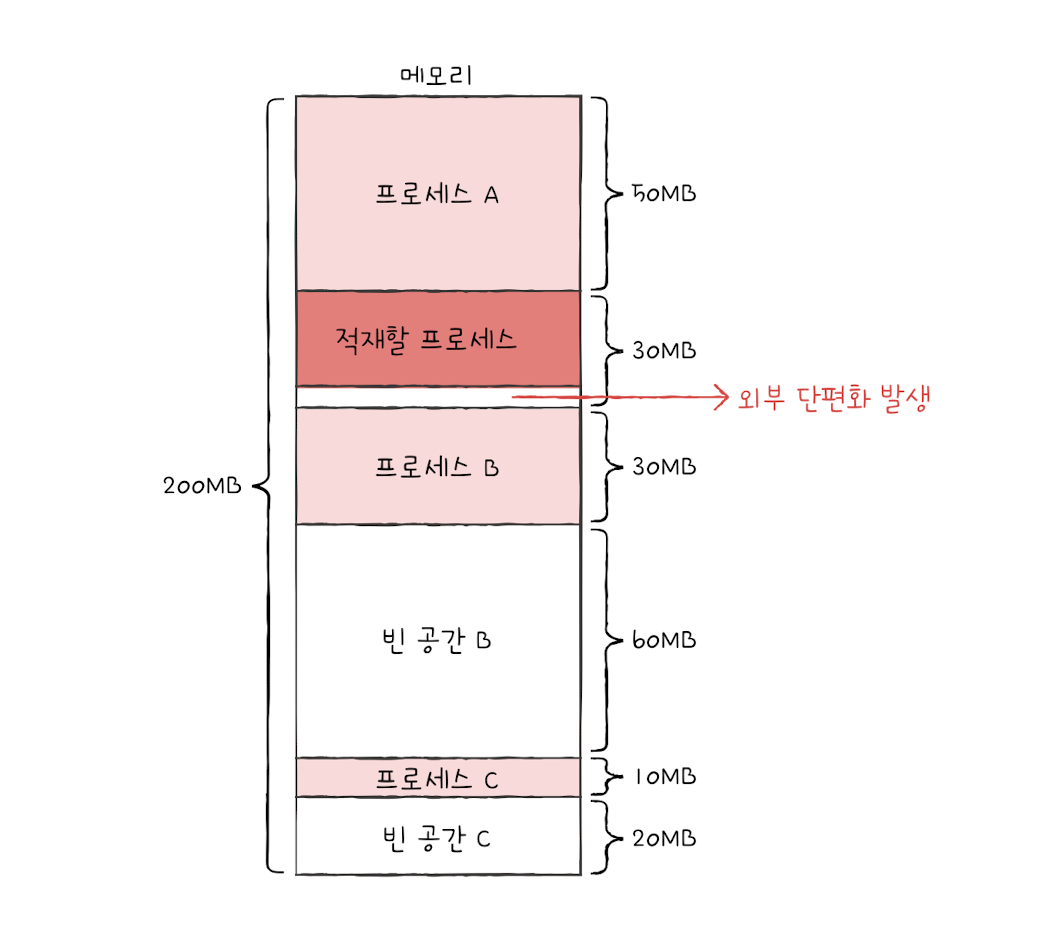 메모리
프로세스 A
50MB
적재할 프로세스
30MB
외부 단편화 발생
프로세스 B
30MB
200MB
빈 공간 B
60MB
프로세스 C
10MB
빈 공간 C
20MB